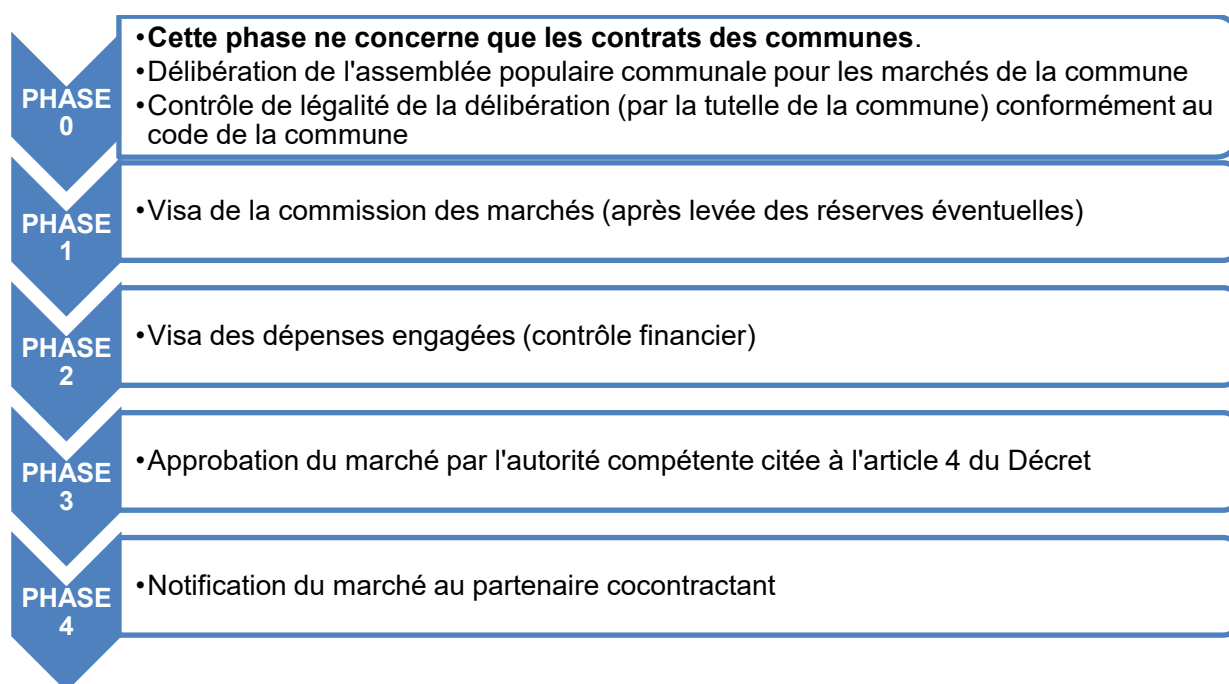 PHASE
0
•Cette phase ne concerne que les contrats des communes.
•Délibération de l'assemblée populaire communale pour les marchés de la commune
•Contrôle de légalité de la délibération (par la tutelle de la commune) conformément au
code de la commune
PHASE
1
•Visa de la commission des marchés (après levée des réserves éventuelles)
PHASE
2
•Visa des dépenses engagées (contrôle financier)
PHASE
3
•Approbation du marché par l'autorité compétente citée à l'article 4 du Décret
PHASE
4
•Notification du marché au partenaire cocontractant